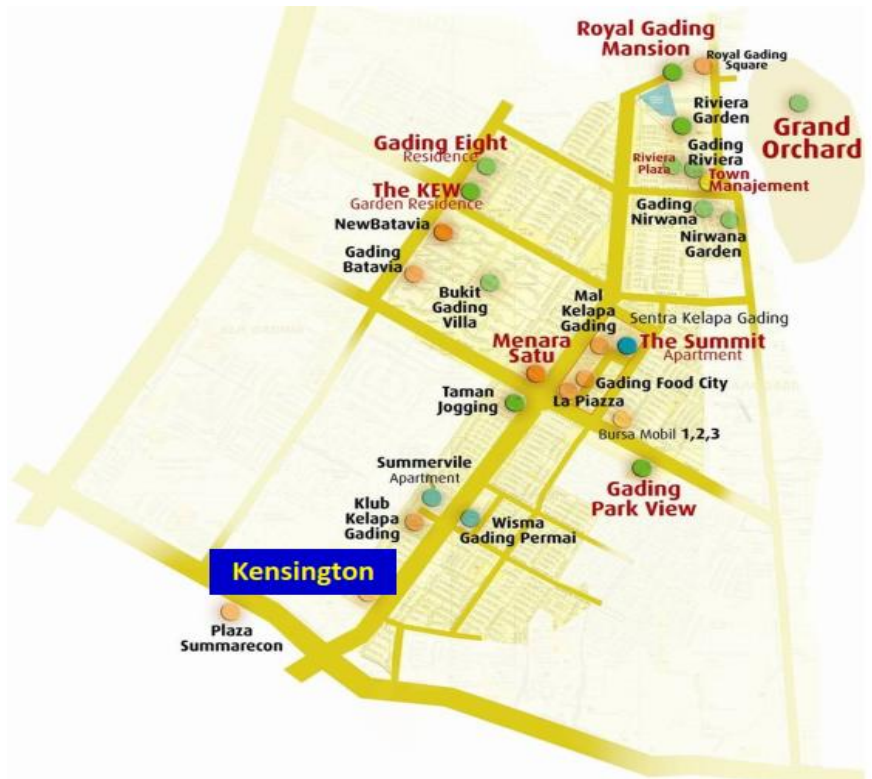 Royal Gading
Mansion
Royal Gading
Square
Riviera
Garden
Grand
Orchard
Gading
Riviera
Riviera
Plaza
Town
Manajement
Gading Eight
Residence
The KEW
Garden Residence
NewBatavia
Gading
Batavia
Bukit
Gading
Villa
Gading
Nirwana
Nirwana
Garden
Mal
Kelapa
Gading
Sentra Kelapa Gading
Menara
Satu
The Summit
Apartment
Gading Food City
La Piazza
Taman
Jogging
Bursa Mobil 1,2,3
Gading
Park View
Summervile
Apartment
Klub
Kelapa
Gading
Wisma
Gading Permai
Kensington
Plaza
Summarecon